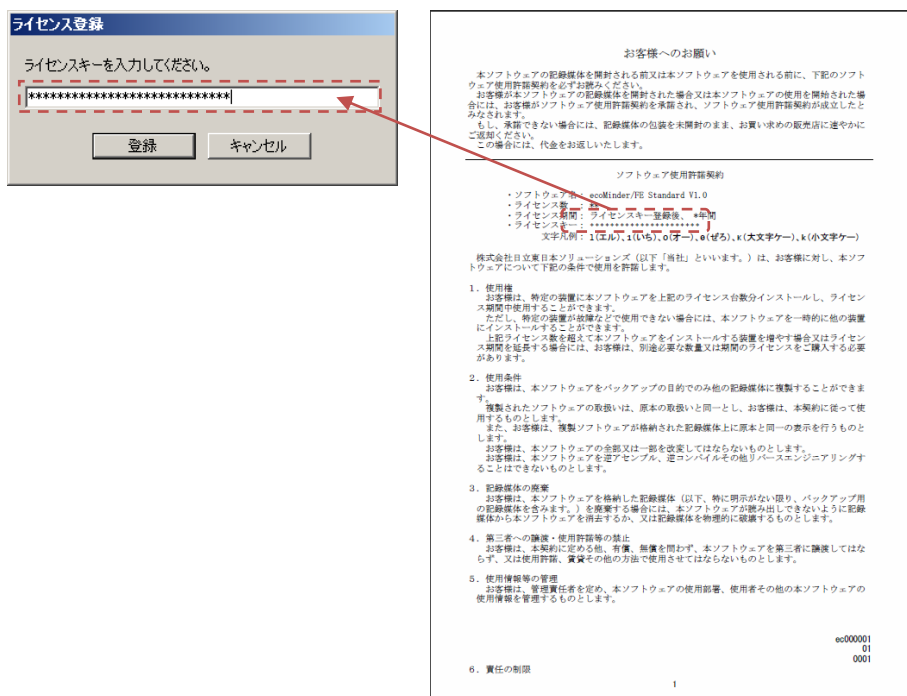 ライセンス登録
ライセンスキーを入力してください。
****************************
登録
キャンセル
お客様へのお願い
本ソフトウェアの記録媒体を開封される前又は本ソフトウェアを使用される前に、下記のソフト
ウェア使用許諾契約を必ずお読みください。
お客様が本ソフトウェアの記録媒体を開封された場合又は本ソフトウェアの使用を開始された場
合には、お客様がソフトウェア使用許諾契約を承諾され、ソフトウェア使用許諾契約が成立したと
みなされます。
もし、承諾できない場合には、記録媒体の包装を未開封のまま、お買い求めの販売店に速やかに
ご返却ください。
この場合には、代金をお返しいたします。
ソフトウェア使用許諾契約
・ソフトウェア名: ecoMinder/FE Standard V1.0
・ライセンス数 : **
・ライセンス期間: ライセンスキー登録後、 *年間
・ライセンスキー: **********************
文字凡例: l(エル)、1(いち)、O(オー)、0(ぜろ)、K(大文字ケー)、k(小文字ケー)
株式会社日立東日本ソリューションズ(以下「当社」といいます。)は、お客様に対し、本ソフ
トウェアについて下記の条件で使用を許諾します。
1.使用権
お客様は、特定の装置に本ソフトウェアを上記のライセンス台数分インストールし、ライセン
ス期間中使用することができます。
ただし、特定の装置が故障などで使用できない場合には、本ソフトウェアを一時的に他の装置
にインストールすることができます。
上記ライセンス数を超えて本ソフトウェアをインストールする装置を増やす場合又はライセン
ス期間を延長する場合には、お客様は、別途必要な数量又は期間のライセンスをご購入する必要
があります。
2.使用条件
お客様は、本ソフトウェアをバックアップの目的でのみ他の記録媒体に複製することができま
す。
複製されたソフトウェアの取扱いは、原本の取扱いと同一とし、お客様は、本契約に従って使
用するものとします。
また、お客様は、複製ソフトウェアが格納された記録媒体上に原本と同一の表示を行うものと
します。
お客様は、本ソフトウェアの全部又は一部を改変してはならないものとします。
お客様は、本ソフトウェアを逆アセンブル、逆コンパイルその他リバースエンジニアリングす
ることはできないものとします。
3.記録媒体の廃棄
お客様は、本ソフトウェアを格納した記録媒体(以下、特に明示がない限り、バックアップ用
の記録媒体を含みます。)を廃棄する場合には、本ソフトウェアが読み出しできないように記録
媒体から本ソフトウェアを消去するか、又は記録媒体を物理的に破壊するものとします。
4.第三者への譲渡・使用許諾等の禁止
お客様は、本契約に定める他、有償、無償を問わず、本ソフトウェアを第三者に譲渡してはな
らず、又は使用許諾、賃貸その他の方法で使用させてはならないものとします。
5.使用情報等の管理
お客様は、管理責任者を定め、本ソフトウェアの使用部署、使用者その他の本ソフトウェアの
使用情報を管理するものとします。
ec000001
01
0001
6.責任の制限
1